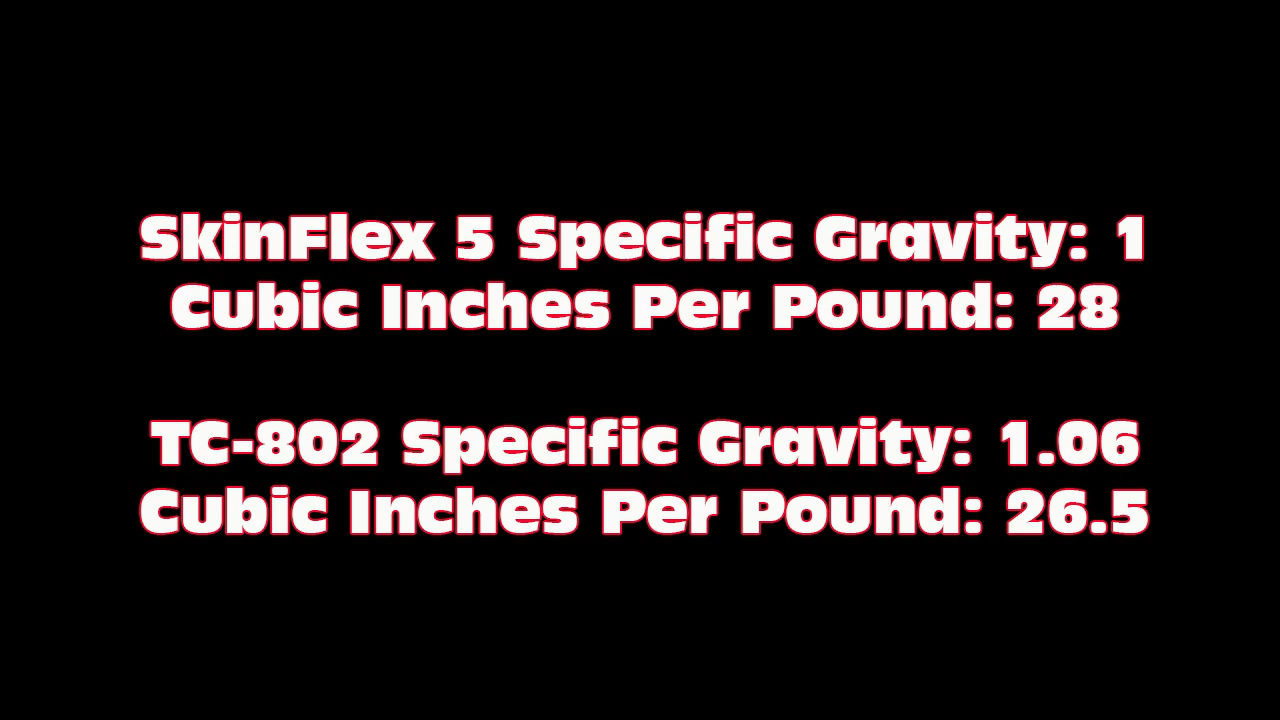 SkinFlex 5 Specific Gravity: 1
Cubic Inches Per Pound: 28
TC-802 Specific Gravity: 1.06
Cubic Inches Per Pound: 26.5